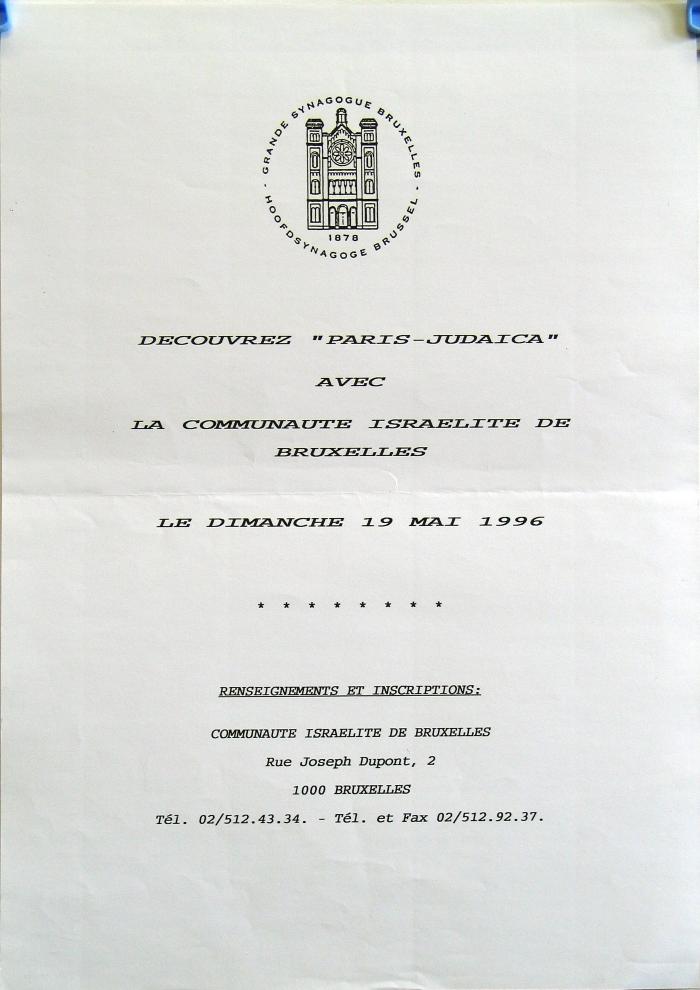 · GRANDE SYNAGOGUE BRUXELLES ·
1878
HOOFDSYNAGOGE BRUSSEL
DECOUVREZ "PARIS-JUDAICA"
AVEC
LA COMMUNAUTE ISRAELITE DE
BRUXELLES
LE DIMANCHE 19 MAI 1996
* * * * * * * *
RENSEIGNEMENTS ET INSCRIPTIONS:
COMMUNAUTE ISRAELITE DE BRUXELLES
Rue Joseph Dupont, 2
1000 BRUXELLES
Tél. 02/512.43.34. - Tél. et Fax 02/512.92.37.